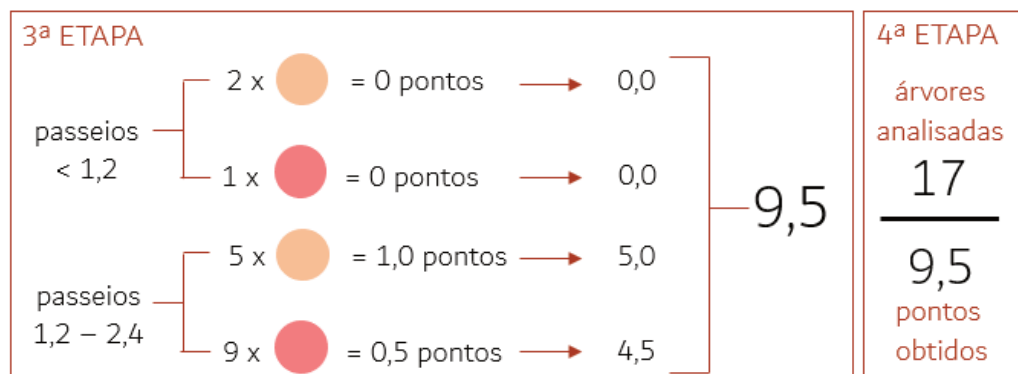 3ª ETAPA
2 x = 0 pontos 0,0
passeios
< 1,2
1 x = 0 pontos 0,0
5 x = 1,0 pontos 5,0
passeios
1,2 – 2,4
9 x = 0,5 pontos 4,5
9,5
4ª ETAPA
árvores
analisadas
17
9,5
pontos
obtidos